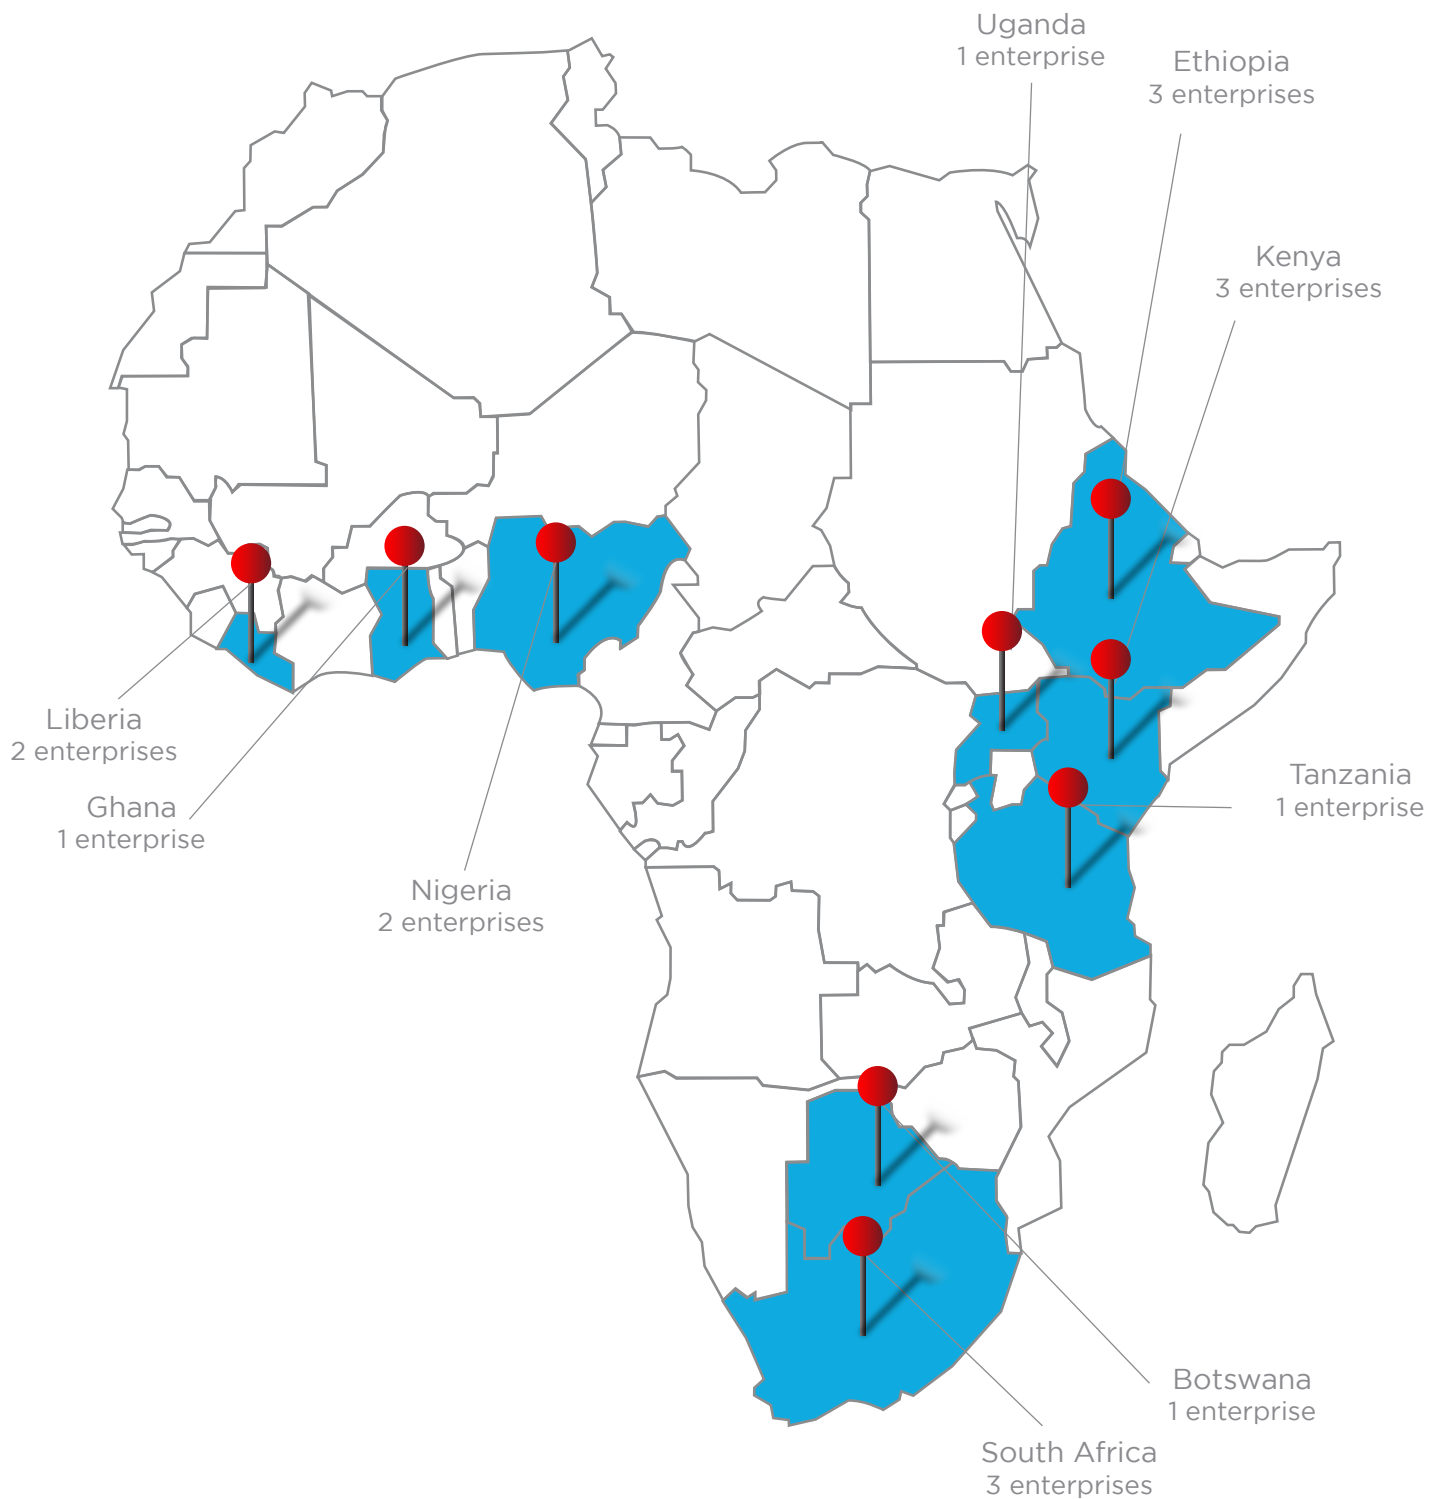 Uganda
1 enterprise
Ethiopia
3 enterprises
Kenya
3 enterprises
Liberia
2 enterprises
Ghana
1 enterprise
Nigeria
2 enterprises
Tanzania
1 enterprise
Botswana
1 enterprise
South Africa
3 enterprises